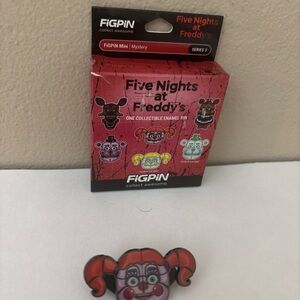 FiGPiN
collect awesome
Five Nights
at
Freddy's
FiGPiN Mini | Mystery
SERIES 2
Five Nights
at
Freddy's
ONE COLLECTIBLE ENAMEL PIN
FiGPiN
collect awesome